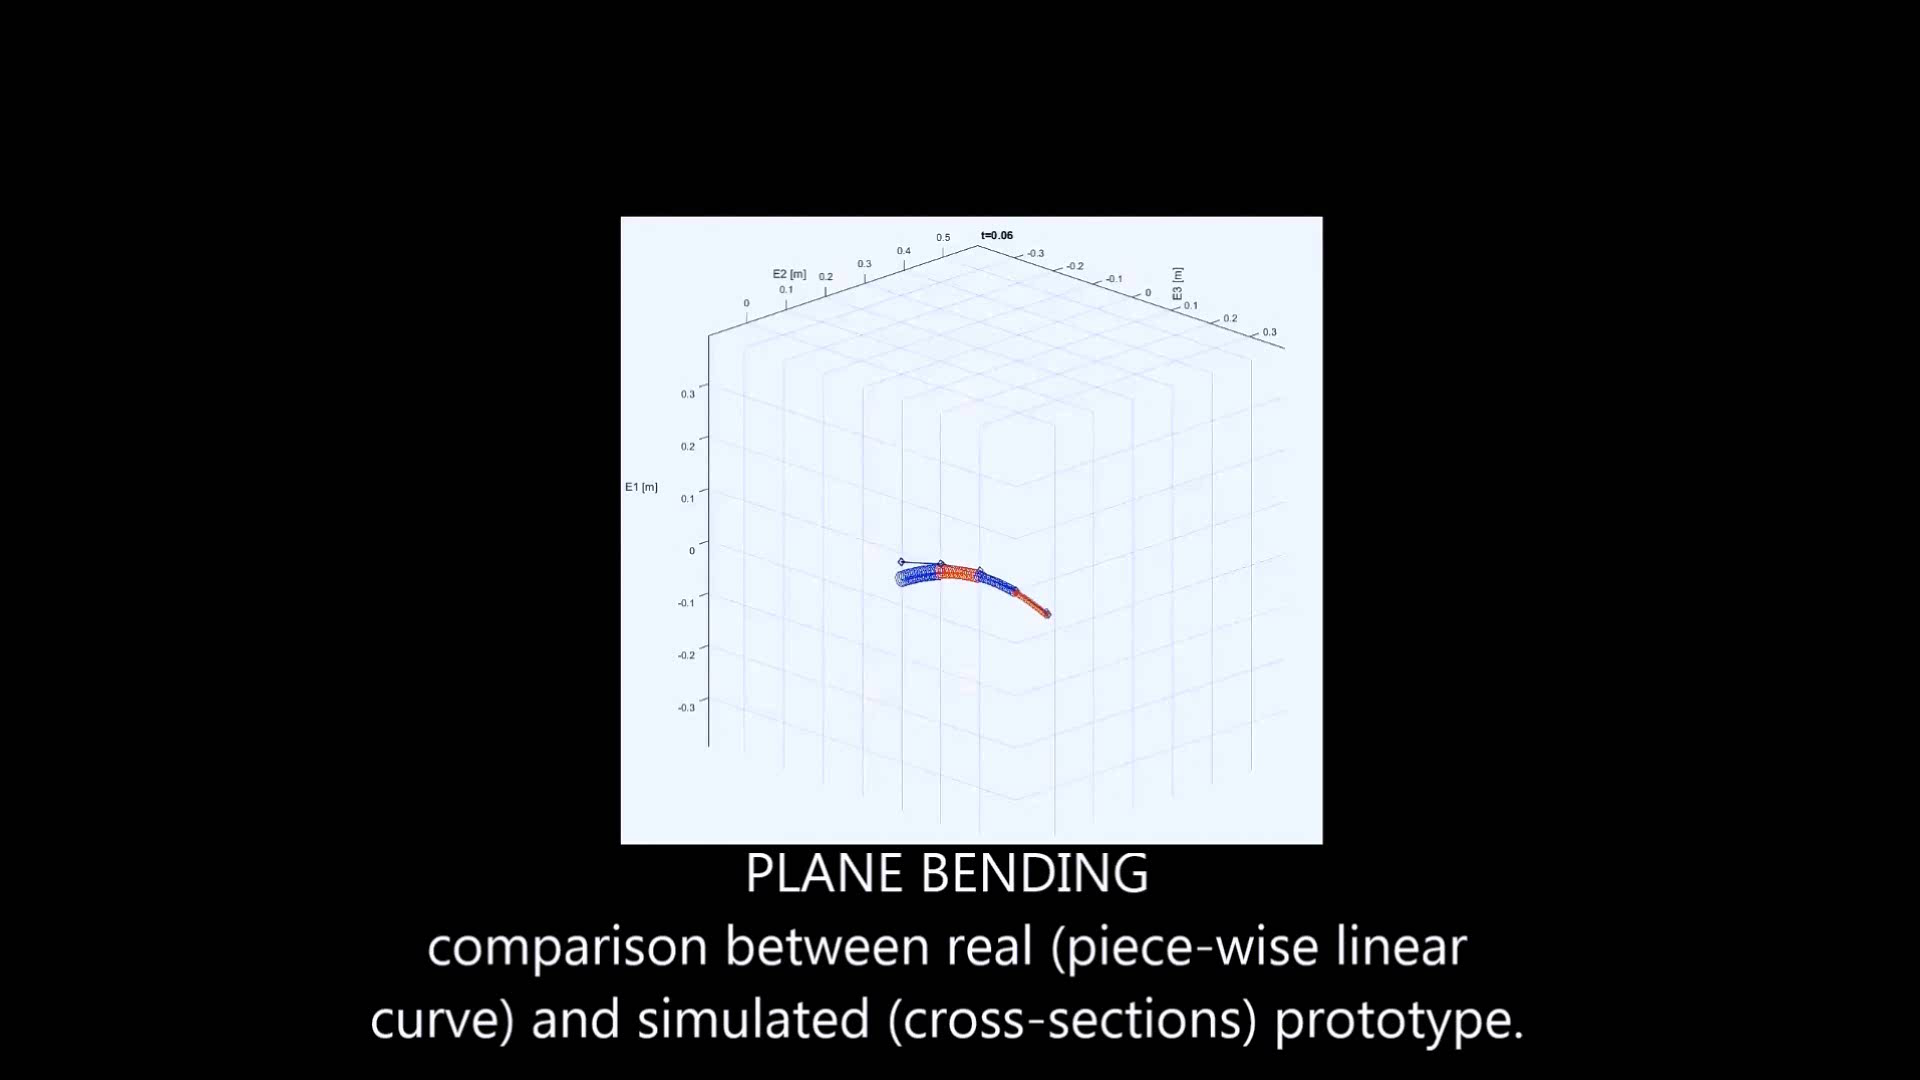 t=0.06
0.5
0.4
0.3
0.2
0.1
0
E2 [m]
-0.3
-0.2
-0.1
0
0.1
0.2
0.3
E3 [m]
0.3
0.2
0.1
0
-0.1
-0.2
-0.3
E1 [m]
PLANE BENDING
comparison between real (piece-wise linear
curve) and simulated (cross-sections) prototype.